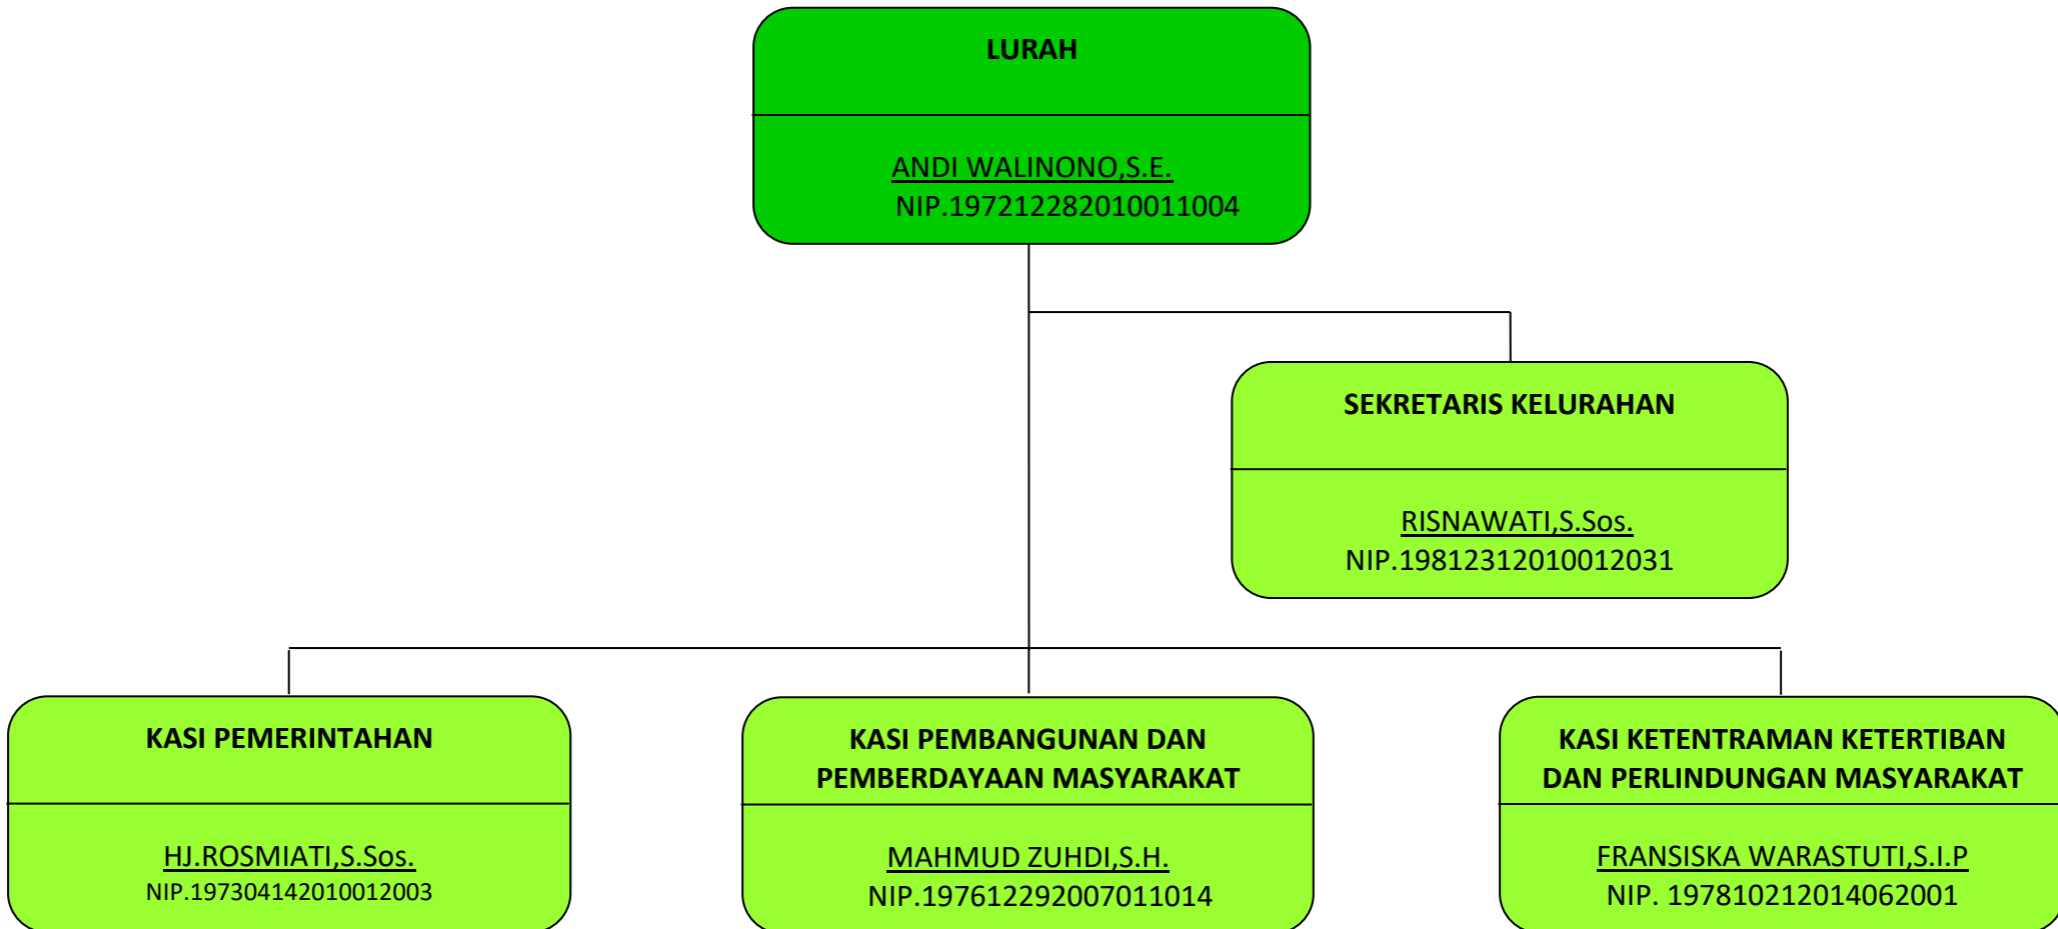 LURAH
ANDI WALINONO,S.E.
NIP.197212282010011004
SEKRETARIS KELURAHAN
RISNAWATI,S.Sos.
NIP.19812312010012031
KASI PEMERINTAHAN
HJ.ROSMIATI,S.Sos.
NIP.197304142010012003
KASI PEMBANGUNAN DAN
PEMBERDAYAAN MASYARAKAT
MAHMUD ZUHDI,S.H.
NIP.197612292007011014
KASI KETENTRAMAN KETERTIBAN
DAN PERLINDUNGAN MASYARAKAT
FRANSISKA WARASTUTI,S.I.P
NIP. 197810212014062001